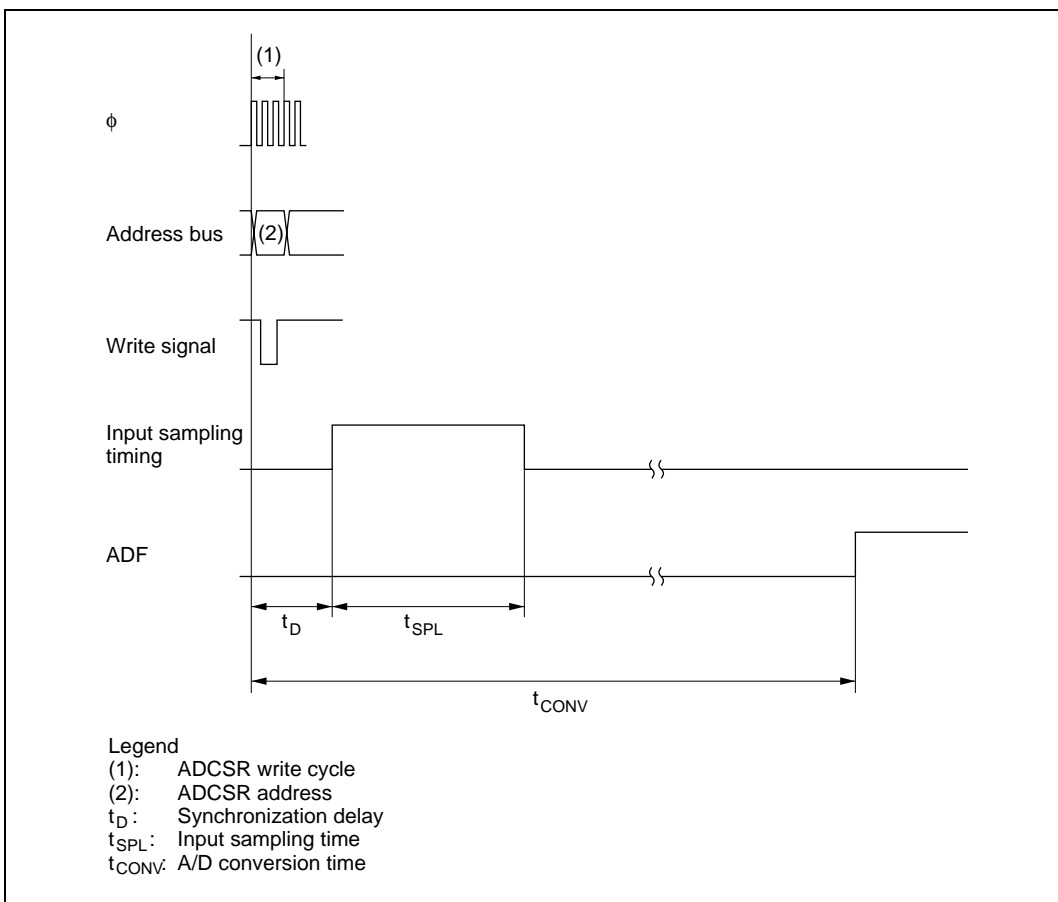 (1)
ϕ
Address bus
(2)
Write signal
Input sampling
timing
ADF
tD
tSPL
tCONV
Legend
(1): ADCSR write cycle
(2): ADCSR address
tD : Synchronization delay
tSPL : Input sampling time
tCONV: A/D conversion time